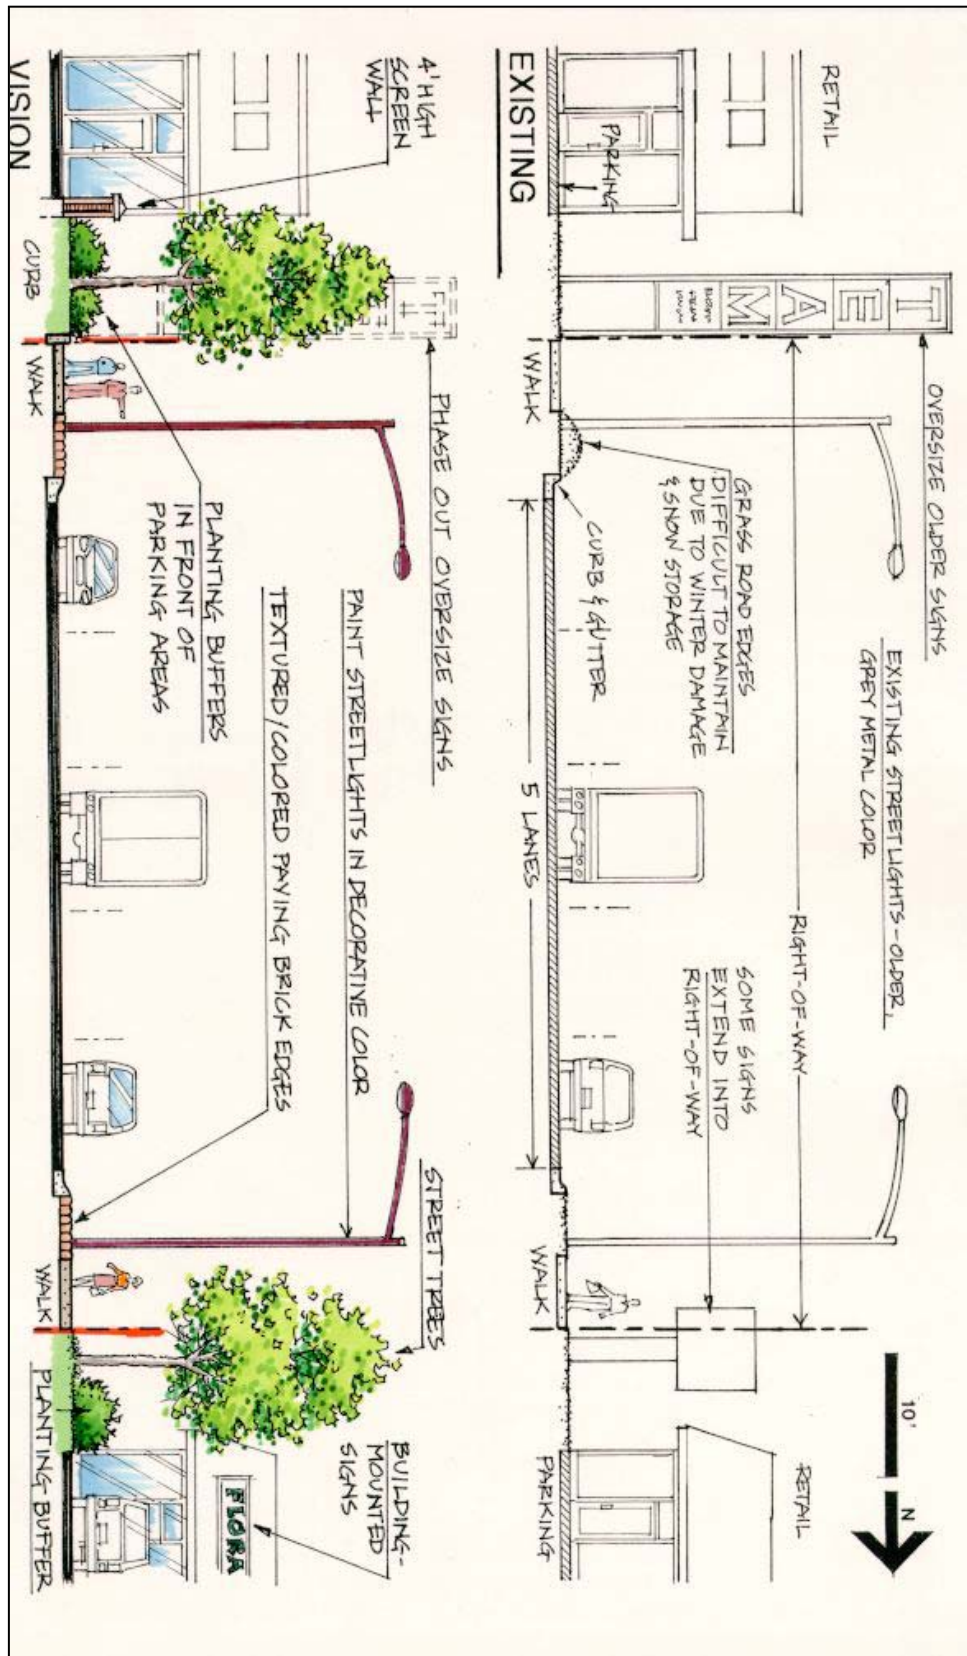 RETAIL
OVERSIZE OLDER SIGNS
EXISTING STREETLIGHTS - OLDER,
GREY METAL COLOR
10'
N
RETAIL
TEAM
RIGHT-OF-WAY
SOME SIGNS
EXTEND INTO
RIGHT-OF-WAY
GRASS ROAD EDGES
DIFFICULT TO MAINTAIN
DUE TO WINTER DAMAGE
& SNOW STORAGE
PARKING
WALK
CURB & GUTTER
5 LANES
WALK
PARKING
EXISTING
4' HIGH
SCREEN
WALL
PHASE OUT OVERSIZE SIGNS
STREET TREES
BUILDING-
MOUNTED
SIGNS
PAINT STREETLIGHTS IN DECORATIVE COLOR
TEXTURED/COLORED PAVING BRICK EDGES
PLANTING BUFFERS
IN FRONT OF
PARKING AREAS
FLORA
CURB
WALK
WALK
PLANTING BUFFER
VISION